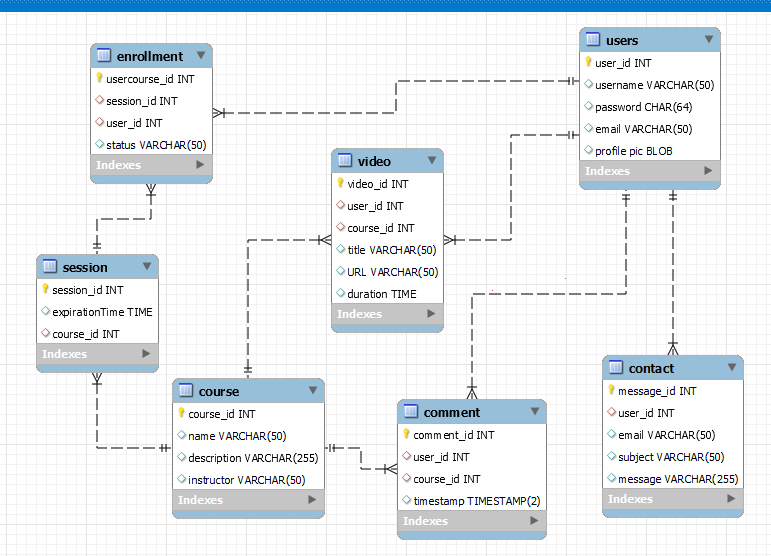 enrollment
usercourse_id INT
session_id INT
user_id INT
status VARCHAR(50)
Indexes
users
user_id INT
username VARCHAR(50)
password CHAR(64)
email VARCHAR(50)
profile pic BLOB
Indexes
video
video_id INT
user_id INT
course_id INT
title VARCHAR(50)
URL VARCHAR(50)
duration TIME
Indexes
session
session_id INT
expirationTime TIME
course_id INT
Indexes
course
course_id INT
name VARCHAR(50)
description VARCHAR(255)
instructor VARCHAR(50)
Indexes
comment
comment_id INT
user_id INT
course_id INT
timestamp TIMESTAMP(2)
Indexes
contact
message_id INT
user_id INT
email VARCHAR(50)
subject VARCHAR(50)
message VARCHAR(255)
Indexes